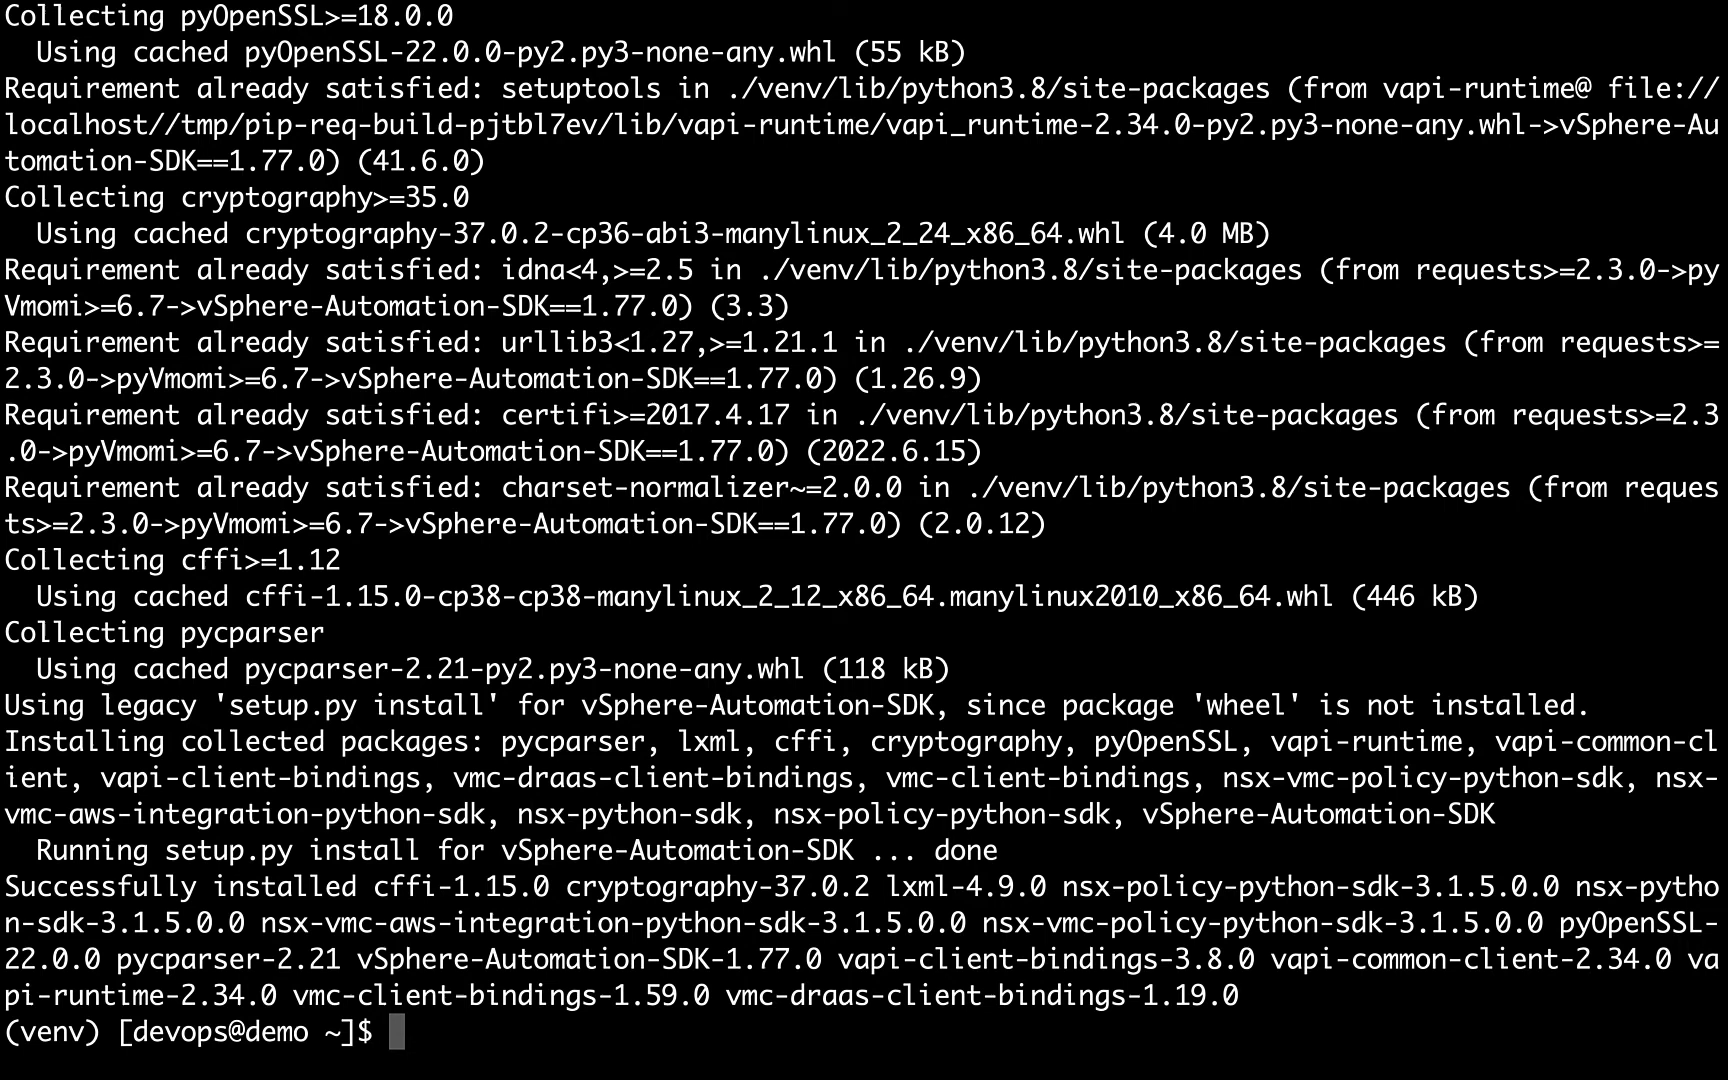 Collecting pyOpenSSL>=18.0.0
  Using cached pyOpenSSL-22.0.0-py2.py3-none-any.whl (55 kB)
Requirement already satisfied: setuptools in ./venv/lib/python3.8/site-packages (from vapi-runtime@ file://
localhost//tmp/pip-req-build-pjtbl7ev/lib/vapi-runtime/vapi_runtime-2.34.0-py2.py3-none-any.whl->vSphere-Au
tomation-SDK==1.77.0) (41.6.0)
Collecting cryptography>=35.0
  Using cached cryptography-37.0.2-cp36-abi3-manylinux_2_24_x86_64.whl (4.0 MB)
Requirement already satisfied: idna<4,>=2.5 in ./venv/lib/python3.8/site-packages (from requests>=2.3.0->py
Vmomi>=6.7->vSphere-Automation-SDK==1.77.0) (3.3)
Requirement already satisfied: urllib3<1.27,>=1.21.1 in ./venv/lib/python3.8/site-packages (from requests>=
2.3.0->pyVmomi>=6.7->vSphere-Automation-SDK==1.77.0) (1.26.9)
Requirement already satisfied: certifi>=2017.4.17 in ./venv/lib/python3.8/site-packages (from requests>=2.3
.0->pyVmomi>=6.7->vSphere-Automation-SDK==1.77.0) (2022.6.15)
Requirement already satisfied: charset-normalizer~=2.0.0 in ./venv/lib/python3.8/site-packages (from reques
ts>=2.3.0->pyVmomi>=6.7->vSphere-Automation-SDK==1.77.0) (2.0.12)
Collecting cffi>=1.12
  Using cached cffi-1.15.0-cp38-cp38-manylinux_2_12_x86_64.manylinux2010_x86_64.whl (446 kB)
Collecting pycparser
  Using cached pycparser-2.21-py2.py3-none-any.whl (118 kB)
Using legacy 'setup.py install' for vSphere-Automation-SDK, since package 'wheel' is not installed.
Installing collected packages: pycparser, lxml, cffi, cryptography, pyOpenSSL, vapi-runtime, vapi-common-cl
ient, vapi-client-bindings, vmc-draas-client-bindings, vmc-client-bindings, nsx-vmc-policy-python-sdk, nsx-
vmc-aws-integration-python-sdk, nsx-python-sdk, nsx-policy-python-sdk, vSphere-Automation-SDK
  Running setup.py install for vSphere-Automation-SDK ... done
Successfully installed cffi-1.15.0 cryptography-37.0.2 lxml-4.9.0 nsx-policy-python-sdk-3.1.5.0.0 nsx-pytho
n-sdk-3.1.5.0.0 nsx-vmc-aws-integration-python-sdk-3.1.5.0.0 nsx-vmc-policy-python-sdk-3.1.5.0.0 pyOpenSSL-
22.0.0 pycparser-2.21 vSphere-Automation-SDK-1.77.0 vapi-client-bindings-3.8.0 vapi-common-client-2.34.0 va
pi-runtime-2.34.0 vmc-client-bindings-1.59.0 vmc-draas-client-bindings-1.19.0
(venv) [devops@demo ~]$